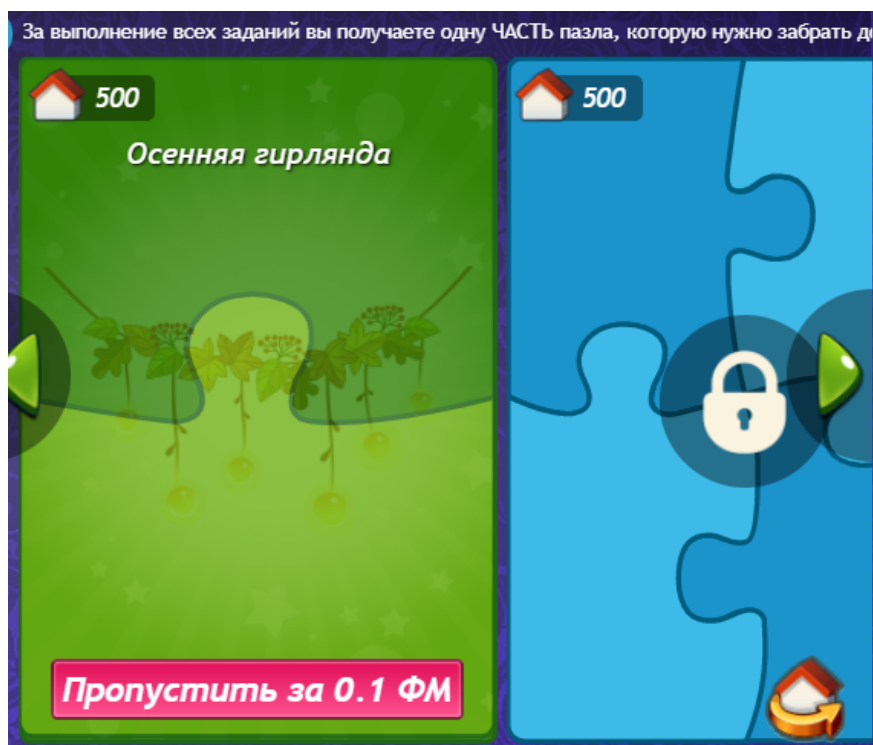 За выполнение всех заданий вы получаете одну ЧАСТЬ пазла, которую нужно забрать
500
500
Осенняя гирлянда
Пропустить за 0.1 ФМ